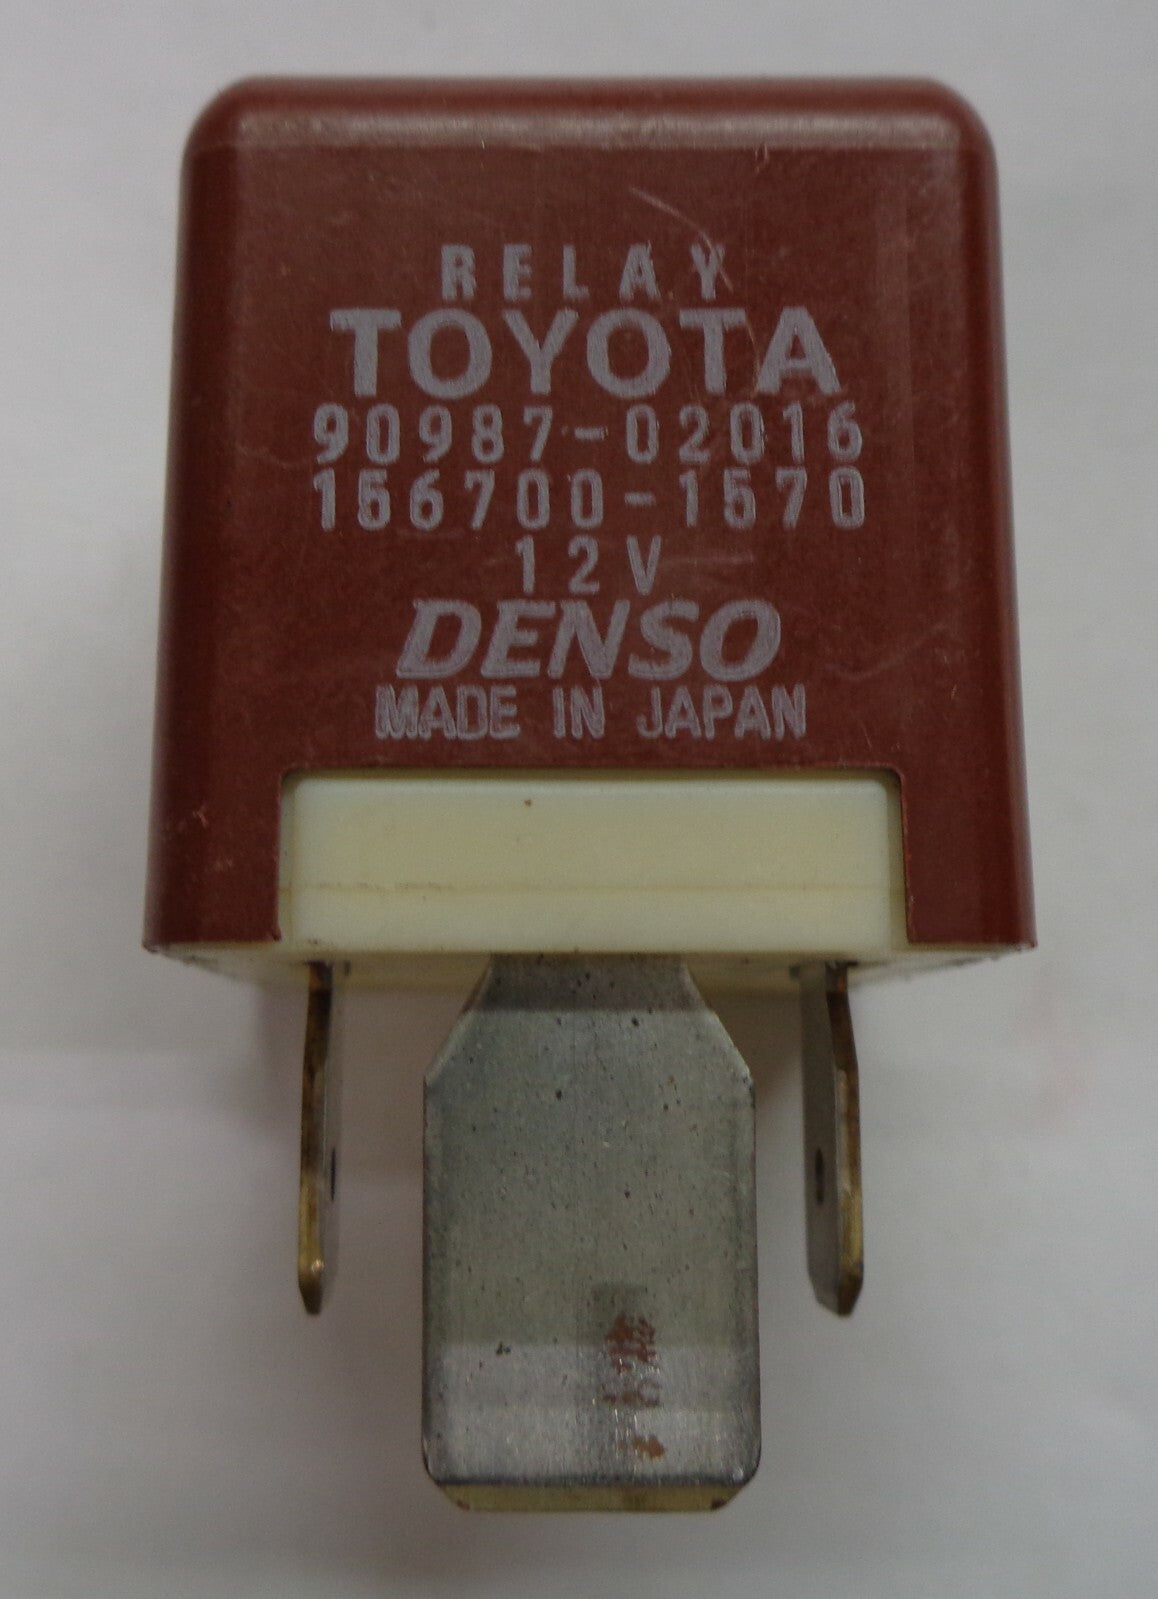 RELAY
TOYOTA
90987-02016
156700-1570
12V
DENSO
MADE IN JAPAN